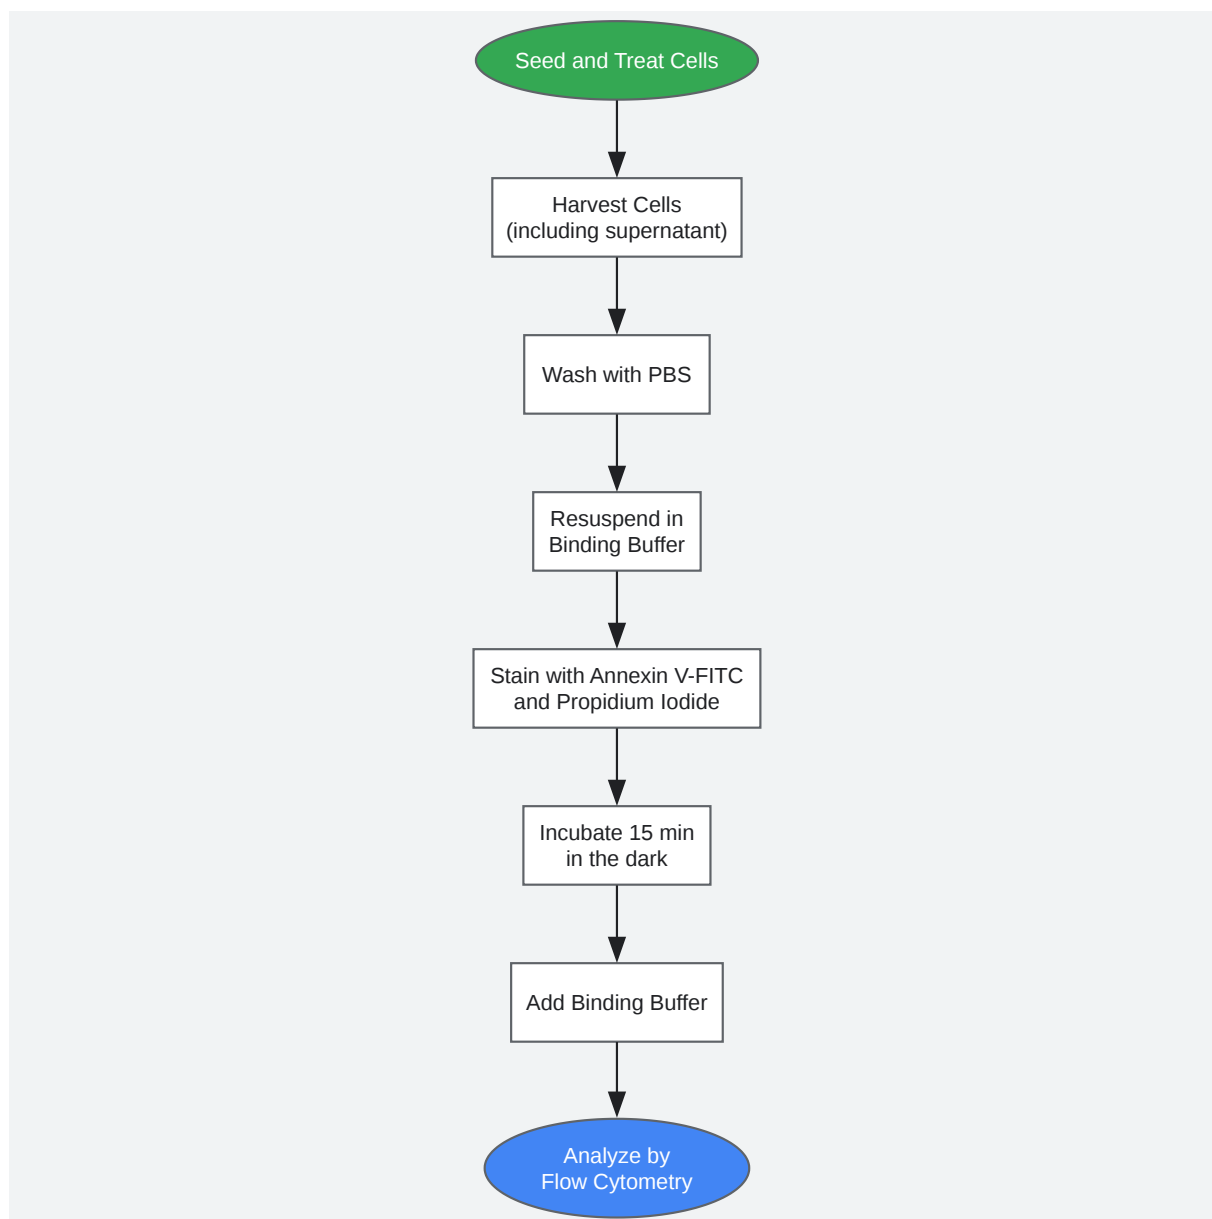 Seed and Treat Cells
Harvest Cells
(including supernatant)
Wash with PBS
Resuspend in
Binding Buffer
Stain with Annexin V-FITC
and Propidium Iodide
Incubate 15 min
in the dark
Add Binding Buffer
Analyze by
Flow Cytometry